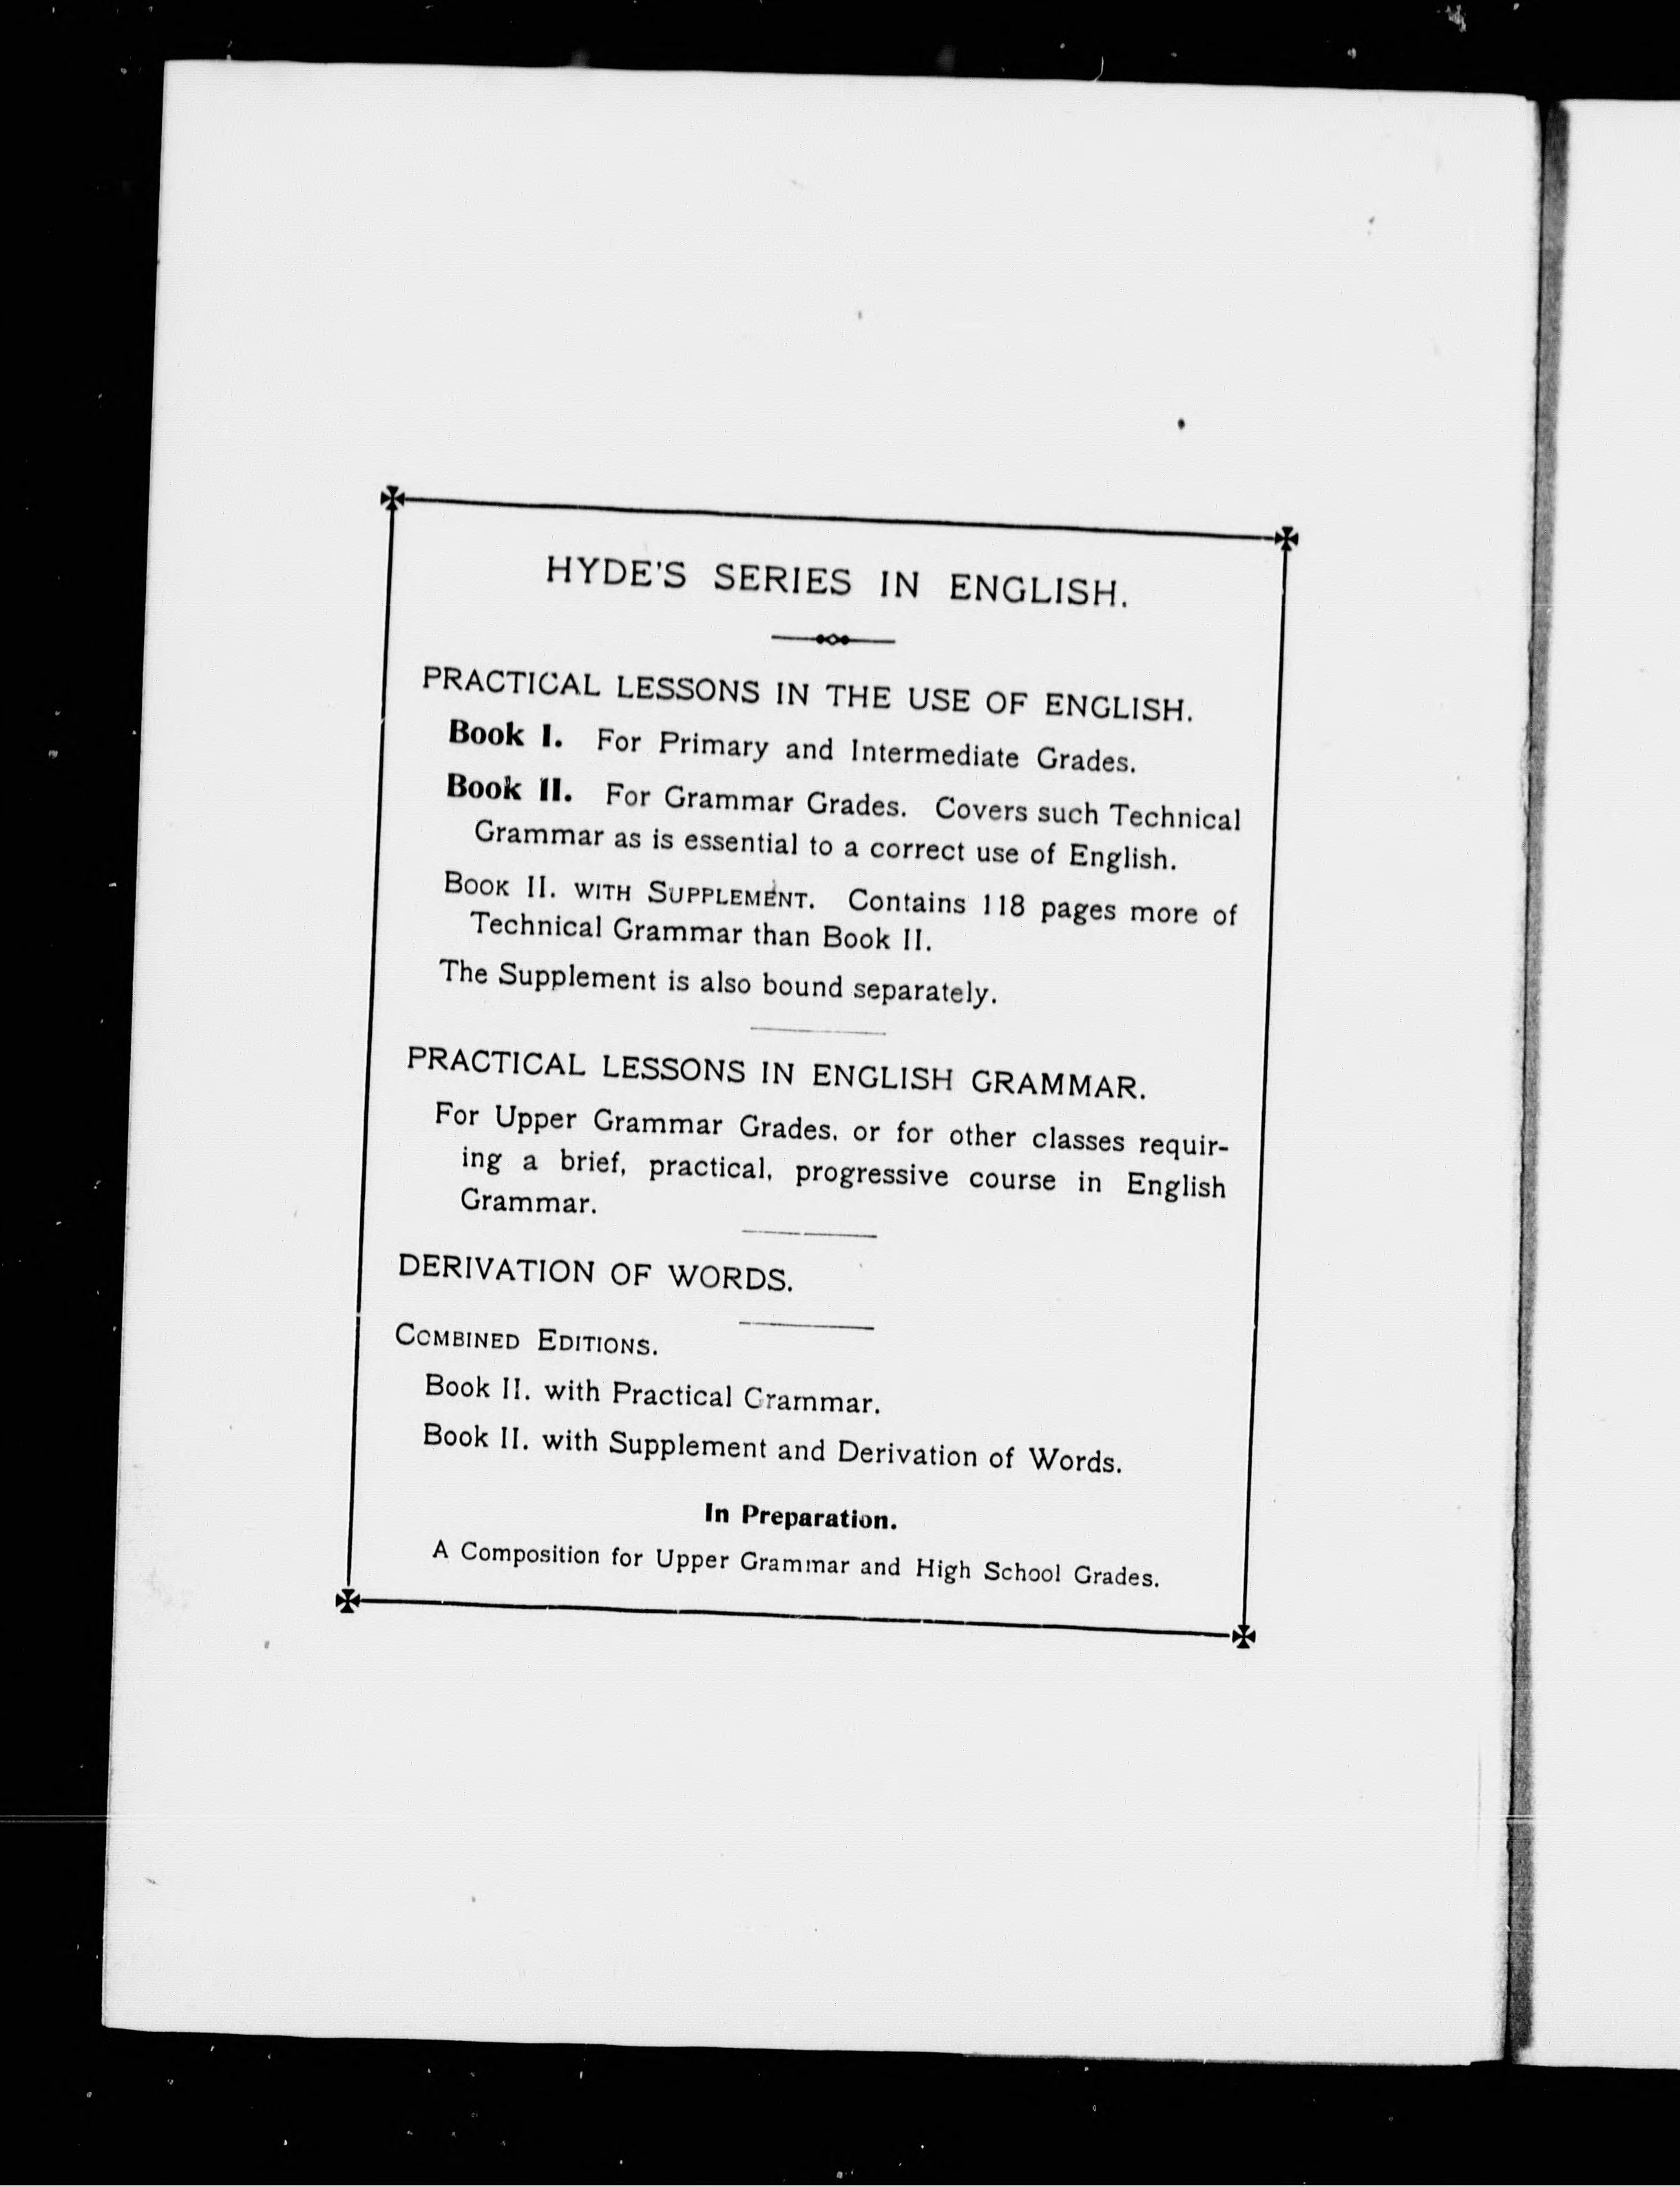 HYDE'S SERIES IN ENGLISH.
PRACTICAL LESSONS IN THE USE OF ENGLISH.
Book I. For Primary and Intermediate Grades.
Book II. For Grammar Grades. Covers such Technical
Grammar as is essential to a correct use of English.
BOOK II. WITH SUPPLEMENT. Contains 118 pages more of
Technical Grammar than Book II.
The Supplement is also bound separately.
PRACTICAL LESSONS IN ENGLISH GRAMMAR.
For Upper Grammar Grades, or for other classes requir-
ing a brief, practical, progressive course in English
Grammar.
DERIVATION OF WORDS.
COMBINED EDITIONS.
Book II. with Practical Grammar.
Book II. with Supplement and Derivation of Words.
In Preparation.
A Composition for Upper Grammar and High School Grades.